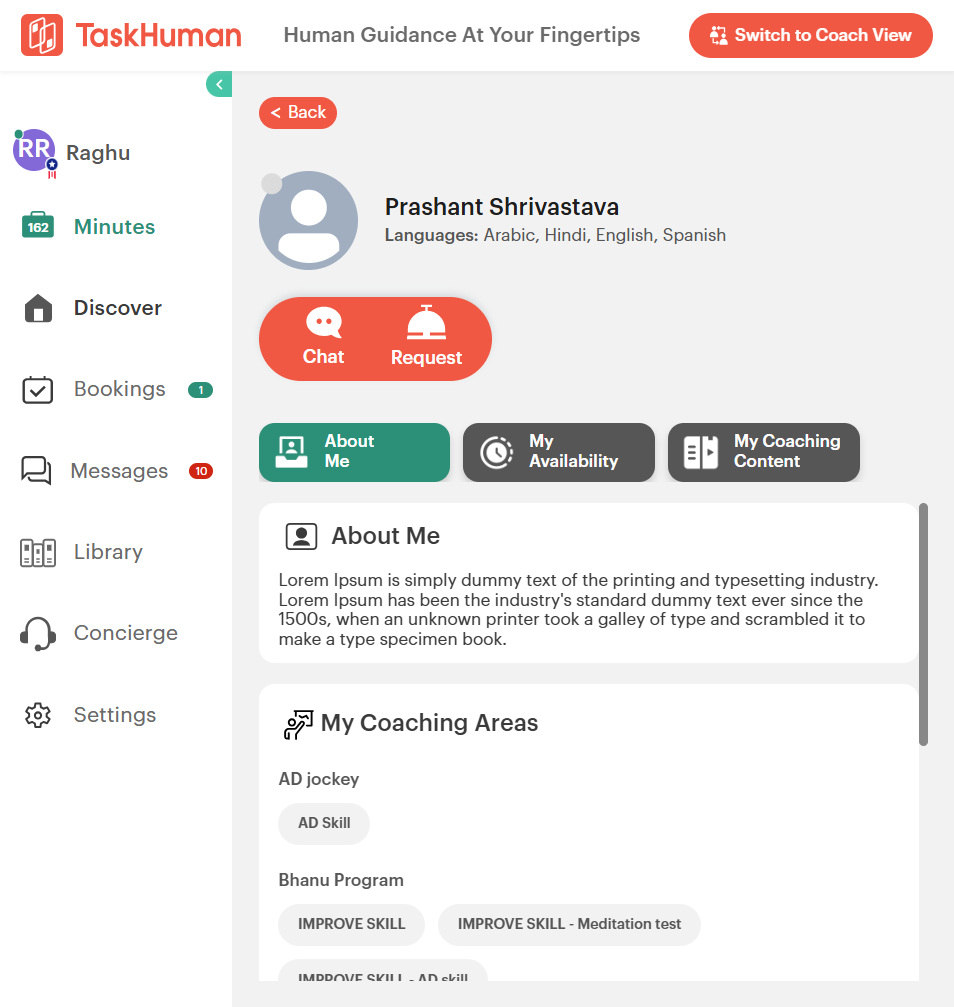 TaskHuman
Human Guidance At Your Fingertips
Switch to Coach View
< Back
RR
Raghu
162
Minutes
Discover
Bookings
1
Messages
10
Library
Concierge
Settings
Prashant Shrivastava
Languages: Arabic, Hindi, English, Spanish
Chat
Request
About
Me
My
Availability
My Coaching
Content
About Me
Lorem Ipsum is simply dummy text of the printing and typesetting industry.
Lorem Ipsum has been the industry's standard dummy text ever since the
1500s, when an unknown printer took a galley of type and scrambled it to
make a type specimen book.
My Coaching Areas
AD jockey
AD Skill
Bhanu Program
IMPROVE SKILL
IMPROVE SKILL - Meditation test
IMPROVE SKILL - AD skill